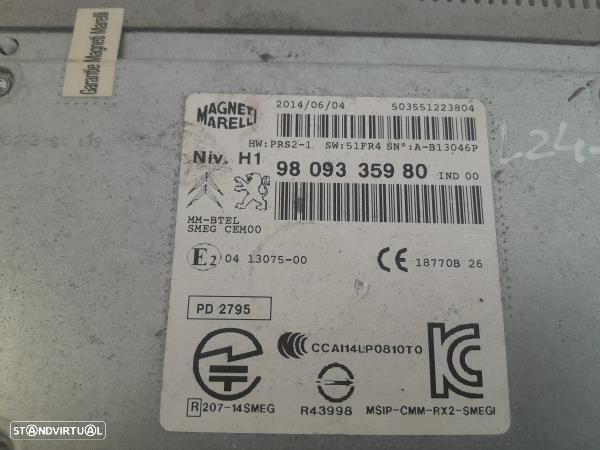 Garantie Magneti Marelli
MAGNETI MARELLI
2014/06/04 503551223804
HW:PRS2-1 SW:51FR4 SN°:A-B13046P
Niv. H1 98 093 359 80 IND 00
MM-BTEL
SMEG CEM00
E2 04 13075-00 CE 18770B 26
PD 2795
CCAI14LP0810T0
R 207-14SMEG R43998 MSIP-CMM-RX2-SMEGI
L24-
STANDVIRTUAL